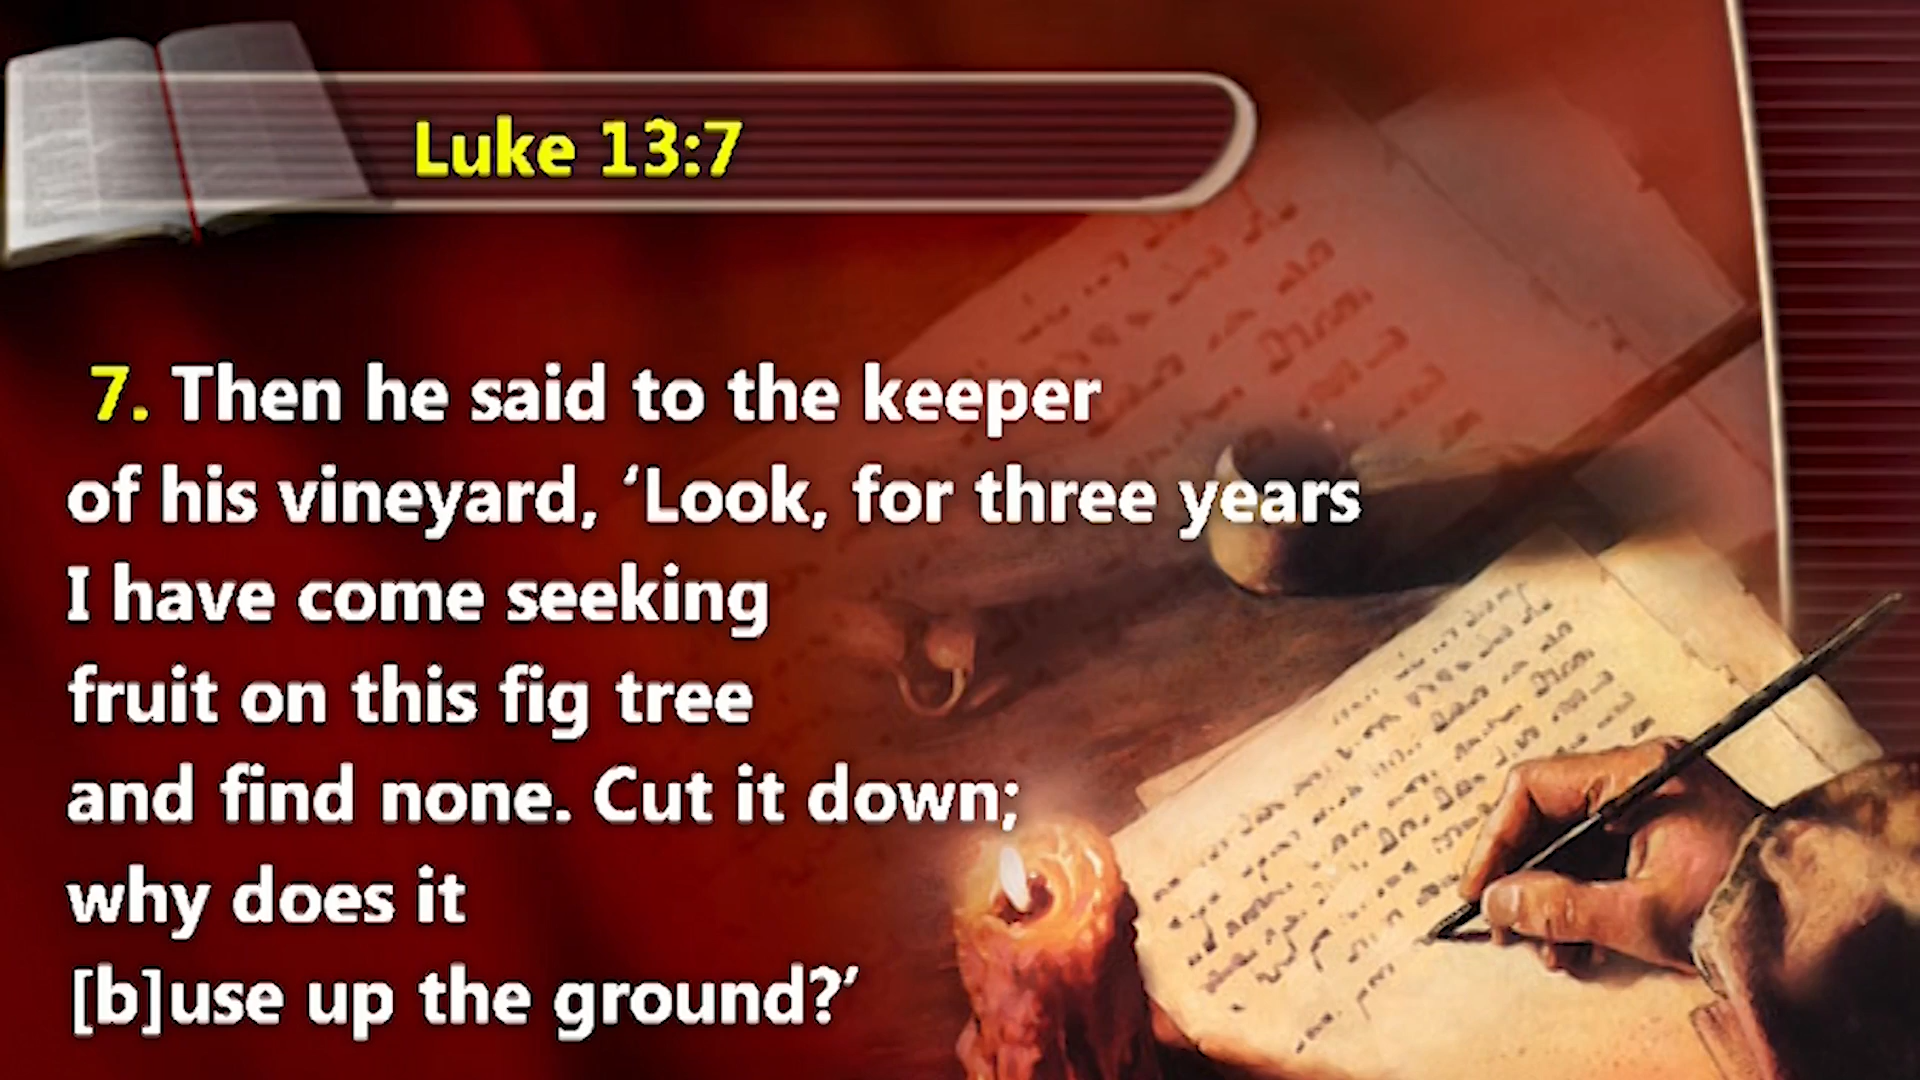 Luke 13:7
7. Then he said to the keeper
of his vineyard, ‘Look, for three years
I have come seeking
fruit on this fig tree
and find none. Cut it down;
why does it
[b]use up the ground?’